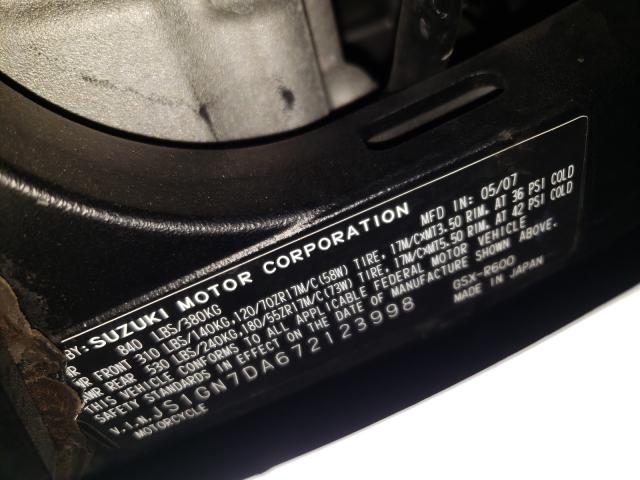 BY: SUZUKI MOTOR CORPORATION MFD IN: 05/07
840 LBS/380KG
FRONT 310 LBS/140KG,120/70ZR17M/C(58W) TIRE, 17M/C×MT3.50 RIM. AT 36 PSI COLD
REAR 530 LBS/240KG,180/55ZR17M/C(73W) TIRE, 17M/C×MT5.50 RIM. AT 42 PSI COLD
THIS VEHICLE CONFORMS TO ALL APPLICABLE FEDERAL MOTOR VEHICLE
SAFETY STANDARDS IN EFFECT ON THE DATE OF MANUFACTURE SHOWN ABOVE.
V.I.N. JS1GN7DA672123998 GSX-R600
MOTORCYCLE MADE IN JAPAN